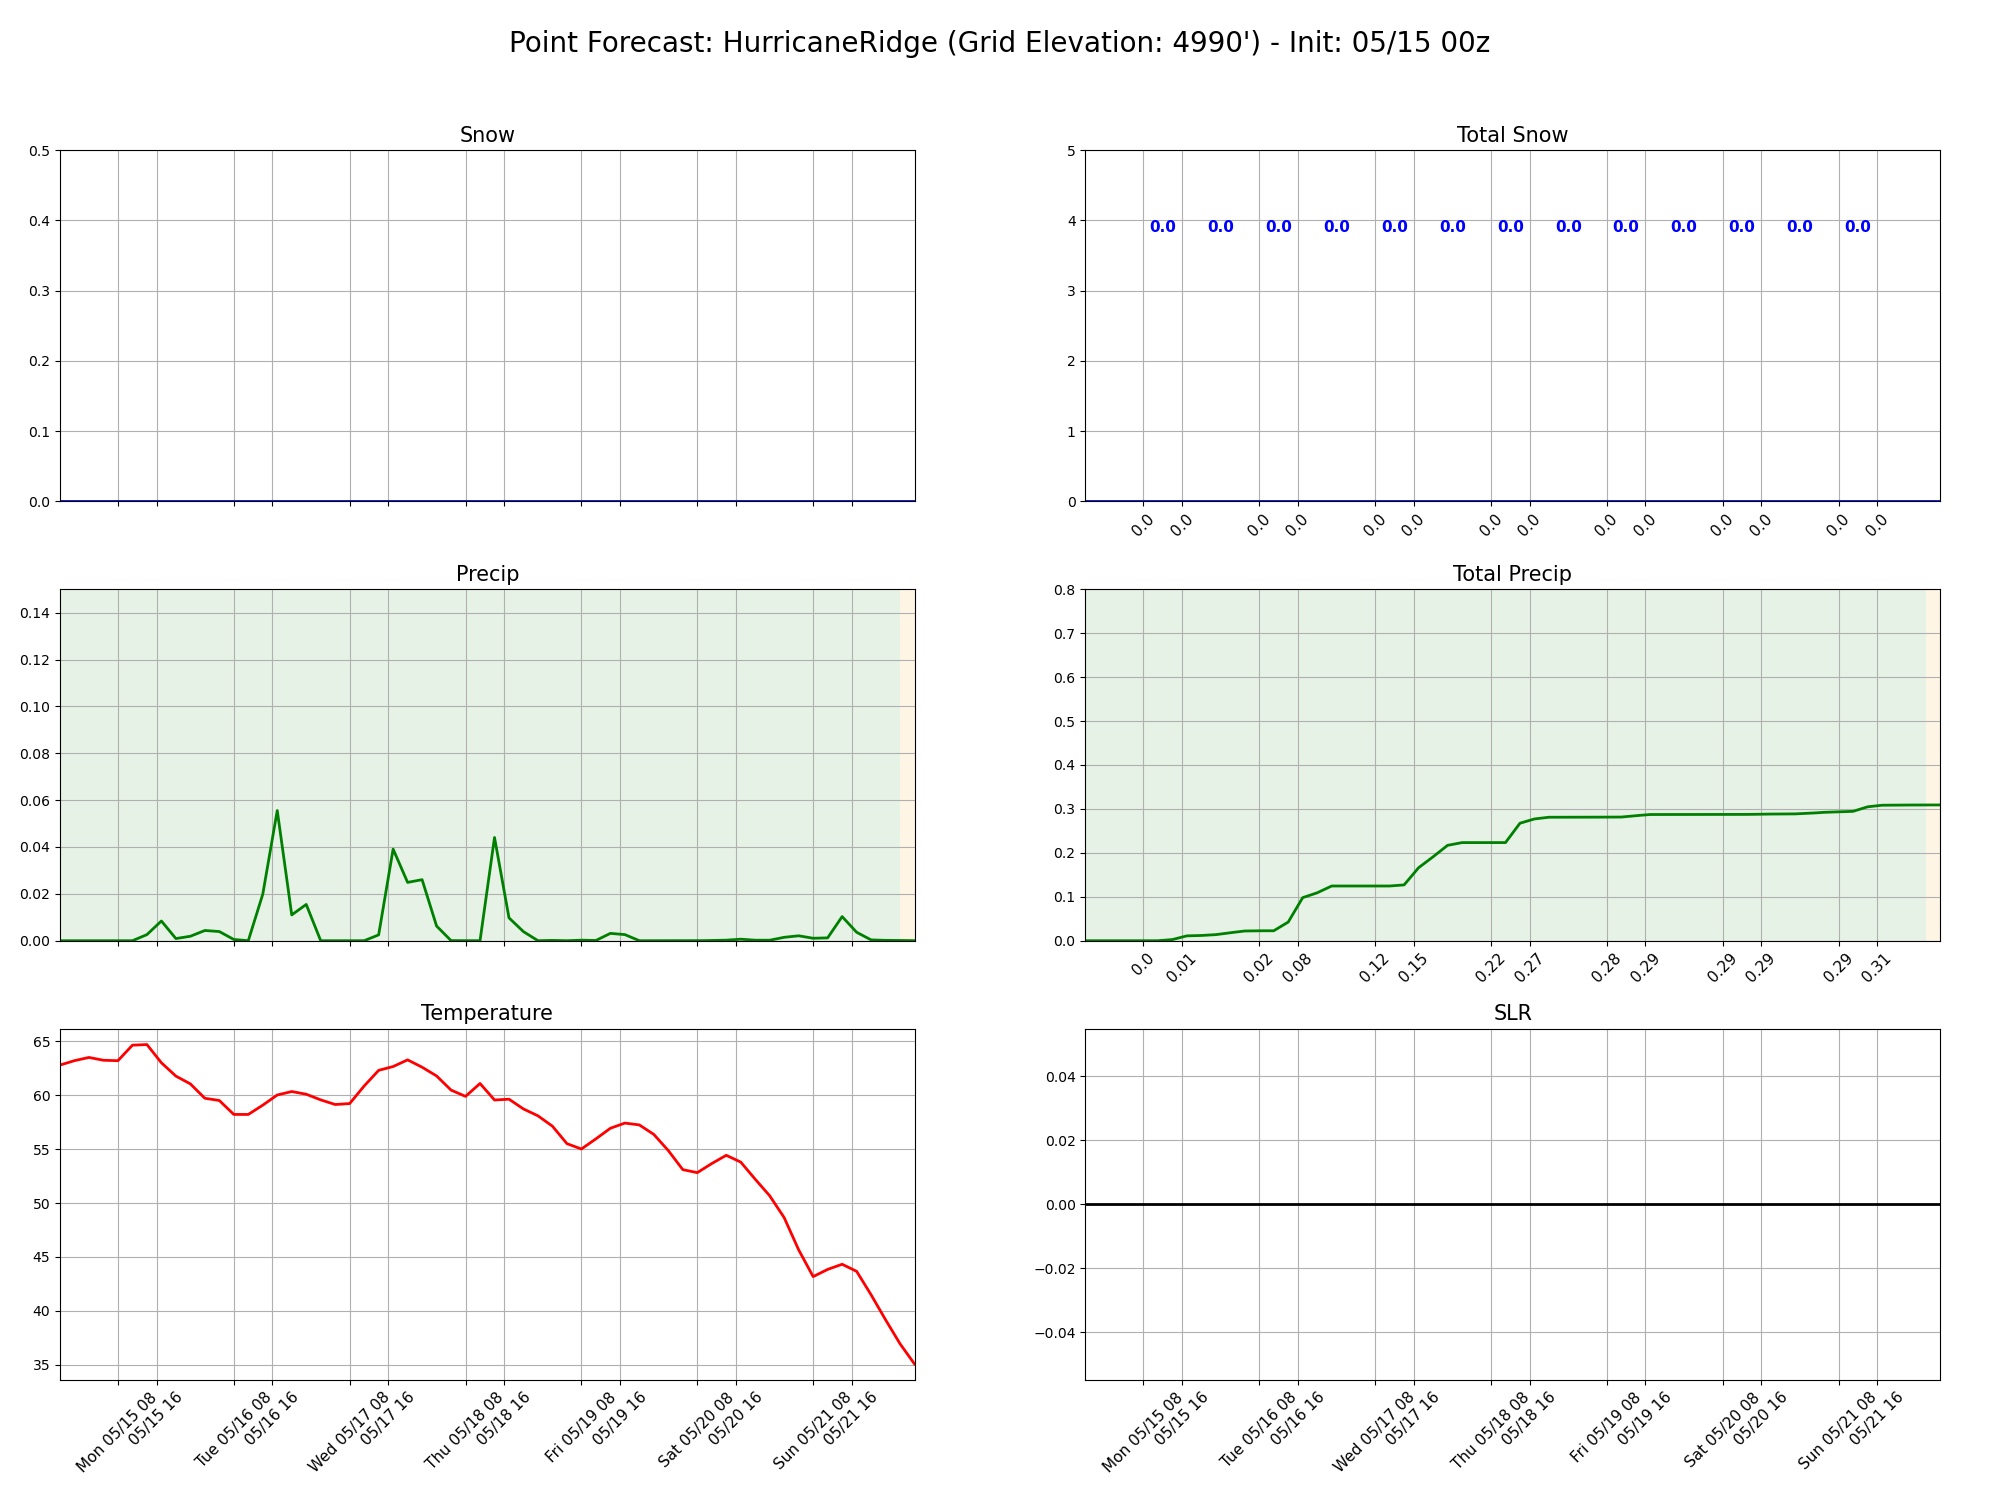 Point Forecast: HurricaneRidge (Grid Elevation: 4990') - Init: 05/15 00z
Snow
0.5
0.4
0.3
0.2
0.1
0.0
Total Snow
5
4
3
2
1
0
0.0 0.0 0.0 0.0 0.0 0.0 0.0 0.0 0.0 0.0 0.0 0.0 0.0
0.0 0.0 0.0 0.0 0.0 0.0 0.0 0.0 0.0 0.0 0.0 0.0 0.0 0.0
Precip
0.14
0.12
0.10
0.08
0.06
0.04
0.02
0.00
Total Precip
0.8
0.7
0.6
0.5
0.4
0.3
0.2
0.1
0.0
0.0 0.01 0.02 0.08 0.12 0.15 0.22 0.27 0.28 0.29 0.29 0.29 0.29 0.31
Temperature
65
60
55
50
45
40
35
Mon 05/15 08
05/15 16
Tue 05/16 08
05/16 16
Wed 05/17 08
05/17 16
Thu 05/18 08
05/18 16
Fri 05/19 08
05/19 16
Sat 05/20 08
05/20 16
Sun 05/21 08
05/21 16
SLR
0.04
0.02
0.00
−0.02
−0.04
Mon 05/15 08
05/15 16
Tue 05/16 08
05/16 16
Wed 05/17 08
05/17 16
Thu 05/18 08
05/18 16
Fri 05/19 08
05/19 16
Sat 05/20 08
05/20 16
Sun 05/21 08
05/21 16